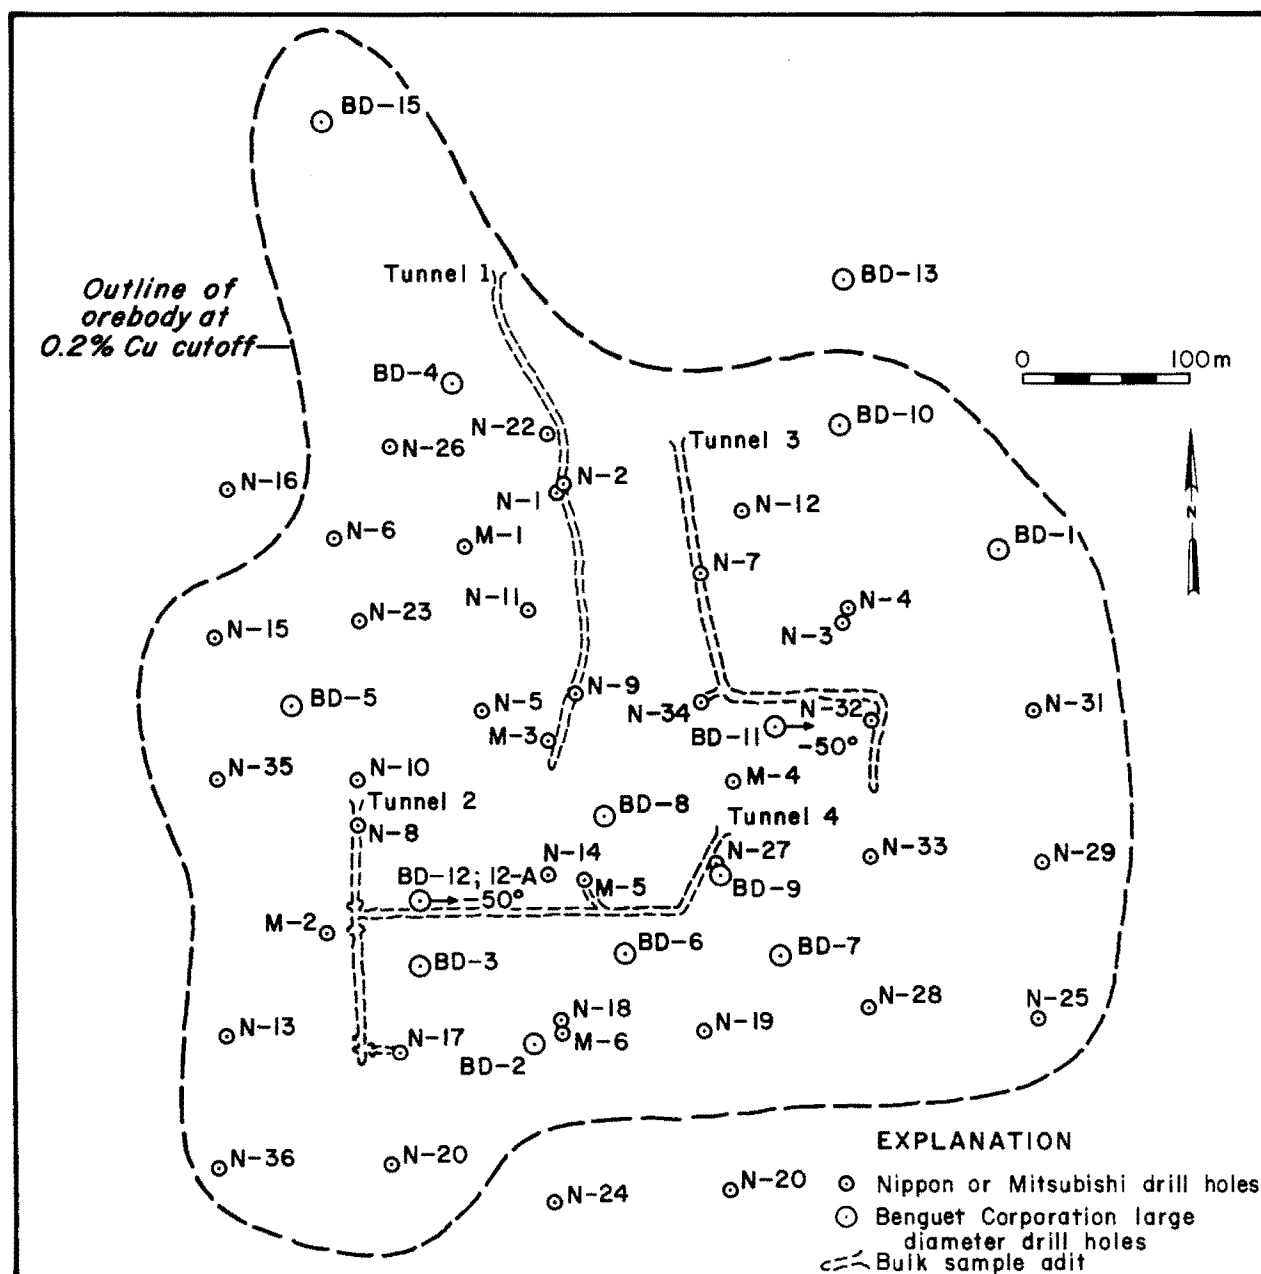 BD-15
Tunnel 1
BD-13
Outline of
orebody at
0.2% Cu cutoff
0 100m
BD-4
BD-10
N-22
Tunnel 3
N-26
N-16
N-2
N-1
N-12
N
N-6
M-1
BD-1
N-7
N-11
N-4
N-23
N-15
N-3
BD-5
N-5
N-9
N-34
N-32
N-31
M-3
BD-11
-50°
N-35
N-10
M-4
Tunnel 2
BD-8
Tunnel 4
N-8
N-14
N-27
N-33
N-29
BD-12; 12-A
M-5
BD-9
-50°
M-2
BD-6
BD-7
BD-3
N-18
N-28
N-25
N-13
N-17
M-6
N-19
BD-2
EXPLANATION
N-36
N-20
N-24
N-20
Nippon or Mitsubishi drill holes
Benguet Corporation large
diameter drill holes
Bulk sample adit